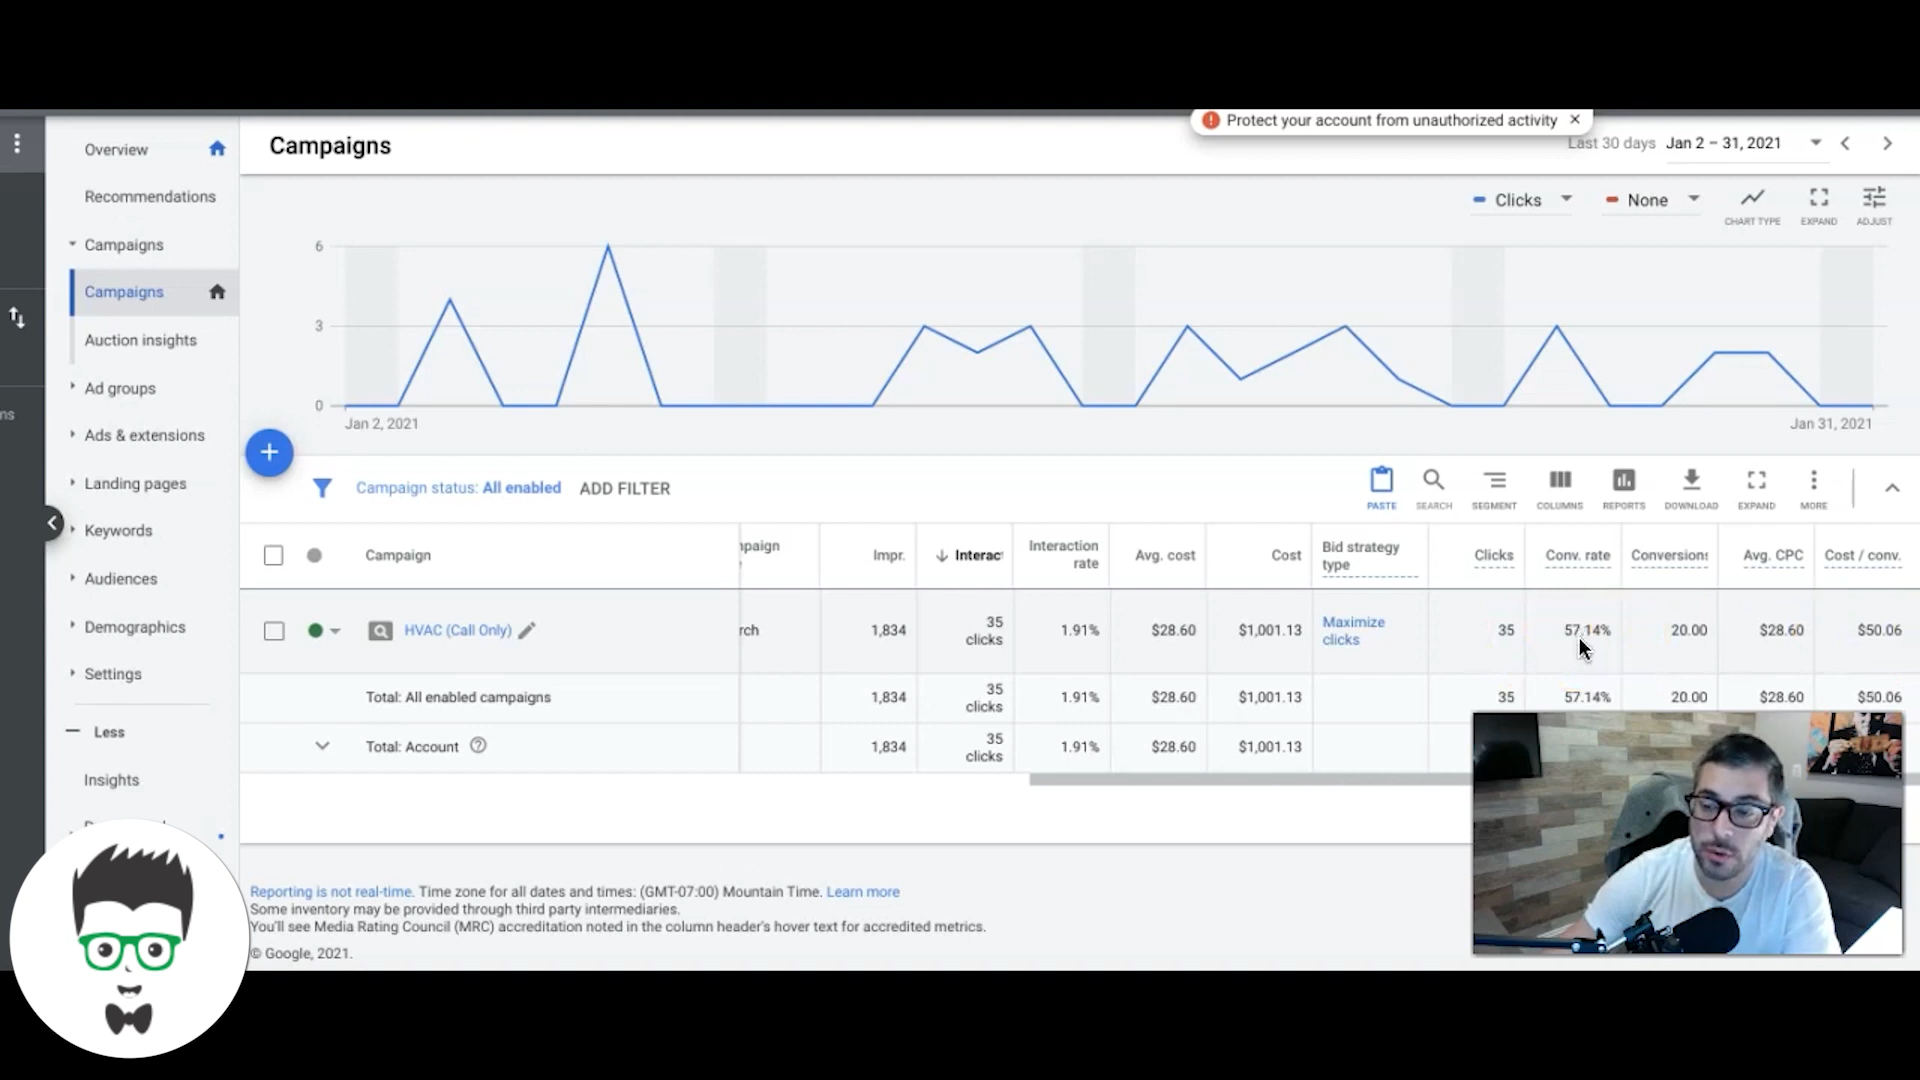 Protect your account from unauthorized activity
Campaigns
Last 30 days Jan 2 – 31, 2021
Overview
Recommendations
Campaigns
Campaigns
Auction insights
Ad groups
Ads & extensions
Landing pages
Keywords
Audiences
Demographics
Settings
Less
Insights
ns
Clicks
None
CHART TYPE
EXPAND
ADJUST
6
3
0
Jan 2, 2021
Jan 31, 2021
Campaign status: All enabled
ADD FILTER
PASTE
SEARCH
SEGMENT
COLUMNS
REPORTS
DOWNLOAD
EXPAND
MORE
Campaign
npaign
Impr.
Interac
Interaction rate
Avg. cost
Cost
Bid strategy type
Clicks
Conv. rate
Conversions
Avg. CPC
Cost / conv.
HVAC (Call Only) rch 1,834 35 clicks 1.91% $28.60 $1,001.13 Maximize clicks 35 57.14% 20.00 $28.60 $50.06
Total: All enabled campaigns 1,834 35 clicks 1.91% $28.60 $1,001.13 35 57.14% 20.00 $28.60 $50.06
Total: Account 1,834 35 clicks 1.91% $28.60 $1,001.13
Reporting is not real-time. Time zone for all dates and times: (GMT-07:00) Mountain Time. Learn more
Some inventory may be provided through third party intermediaries.
You'll see Media Rating Council (MRC) accreditation noted in the column header's hover text for accredited metrics.
© Google, 2021.